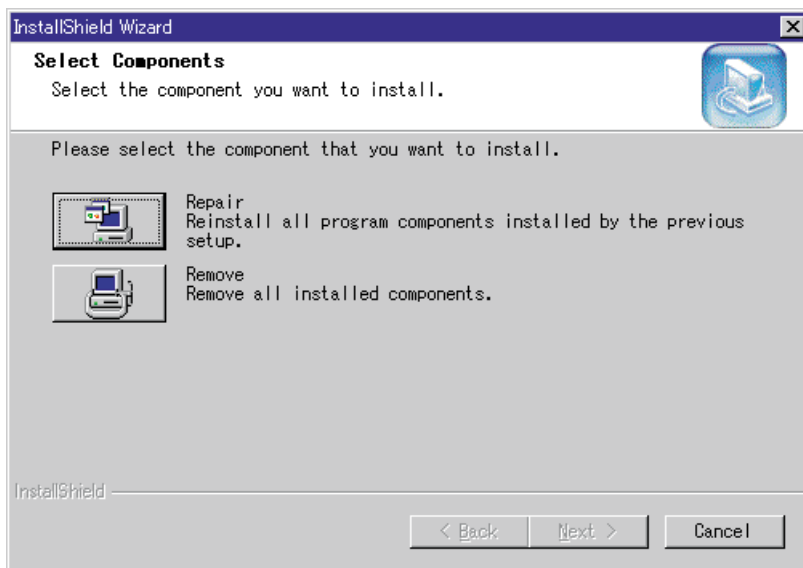 InstallShield Wizard
Select Components
Select the component you want to install.
Please select the component that you want to install.
Repair
Reinstall all program components installed by the previous
setup.
Remove
Remove all installed components.
InstallShield
< Back
Next >
Cancel